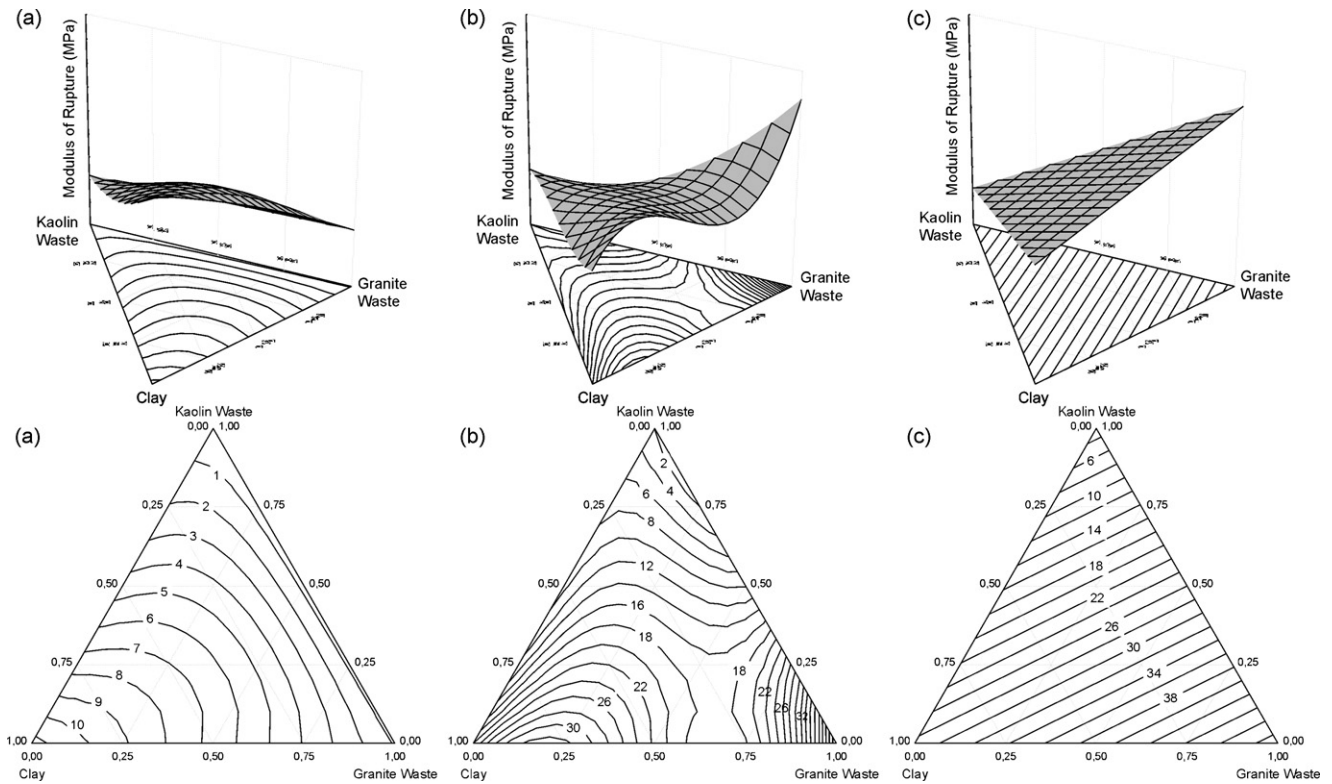 (a)
Modulus of Rupture (MPa)
Kaolin
Waste
Granite
Waste
Clay
(b)
Modulus of Rupture (MPa)
Kaolin
Waste
Granite
Waste
Clay
(c)
Modulus of Rupture (MPa)
Kaolin
Waste
Granite
Waste
Clay
(a)
Kaolin Waste
0,00 1,00
1
0,25 2 0,75
3
0,50 4 0,50
5
6
0,75 7 0,25
8
9
10
1,00 0,00
0,00 0,25 0,50 0,75 1,00
Clay Granite Waste
(b)
Kaolin Waste
0,00 1,00
2
6 4
0,25 0,75
8
0,50 12 0,50
16
18
0,75 18 0,25
22 22
26 26 32
30
1,00 0,00
0,00 0,25 0,50 0,75 1,00
Clay Granite Waste
(c)
Kaolin Waste
0,00 1,00
6
0,25 10 0,75
14
0,50 18 0,50
22
26
0,75 30 0,25
34
38
1,00 0,00
0,00 0,25 0,50 0,75 1,00
Clay Granite Waste